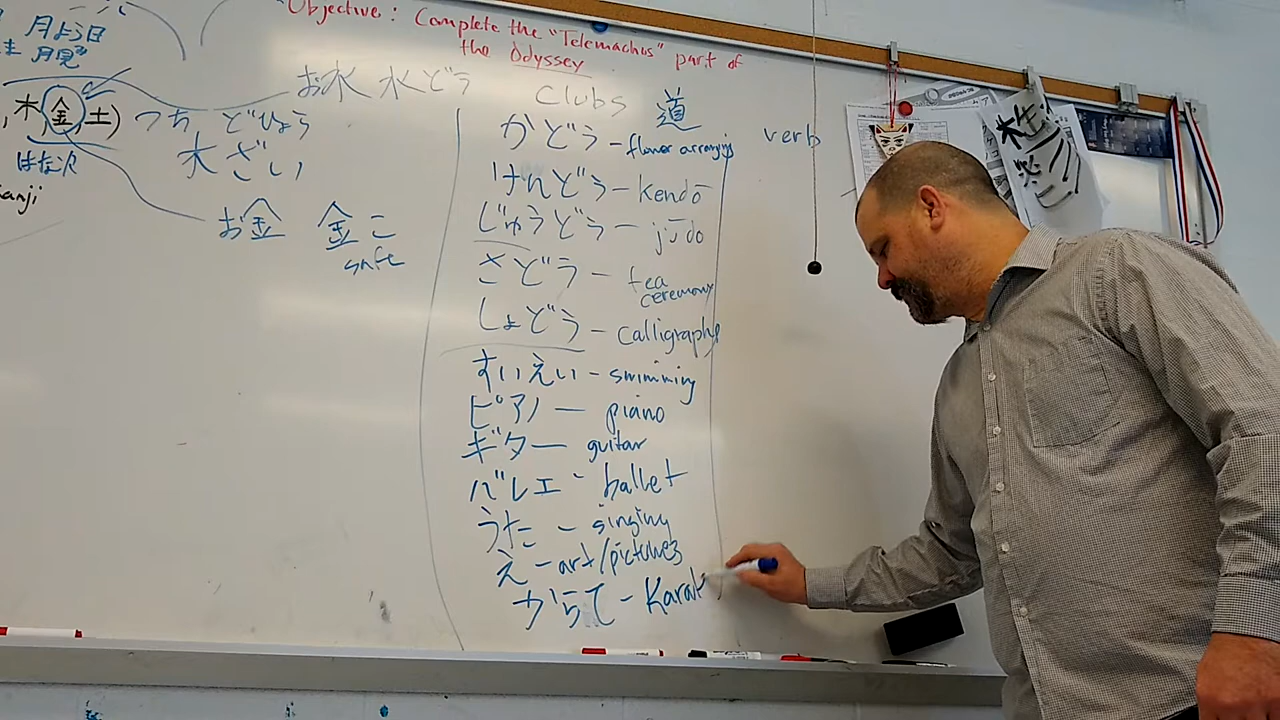 Objective: Complete the "Telemachos" part of
the Odyssey
月よう日
月見
木,金,土) つち どひょう
はな火
木ざい
お水 水どう
お金 金こ
safe
Clubs 道
かどう - flower arranging
けんどう - kendō
じゅうどう - jūdo
さどう - tea ceremony
しょどう - calligraphy
すいえい - swimming
ピアノ - piano
ギター - guitar
バレエ - ballet
うた - singing
え - art/pictures
からて - Karat
verb